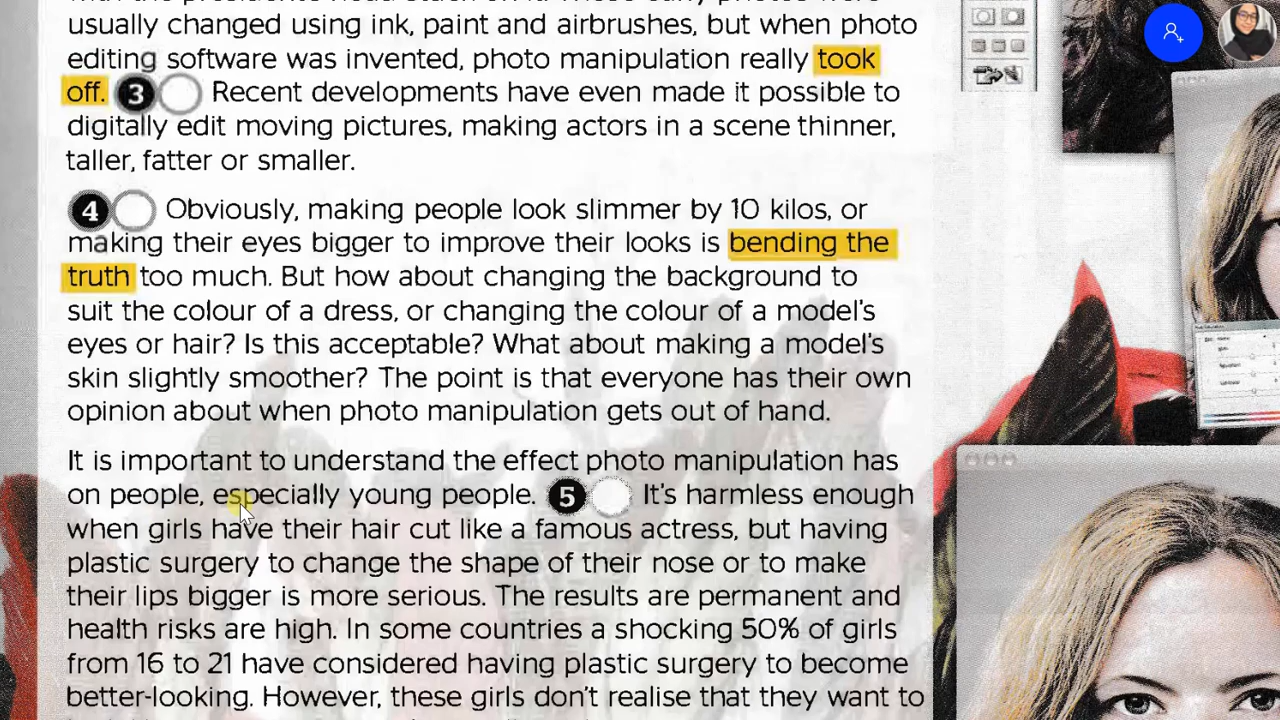 usually changed using ink, paint and airbrushes, but when photo
editing software was invented, photo manipulation really took
off. 3 Recent developments have even made it possible to
digitally edit moving pictures, making actors in a scene thinner,
taller, fatter or smaller.
4 Obviously, making people look slimmer by 10 kilos, or
making their eyes bigger to improve their looks is bending the
truth too much. But how about changing the background to
suit the colour of a dress, or changing the colour of a model's
eyes or hair? Is this acceptable? What about making a model's
skin slightly smoother? The point is that everyone has their own
opinion about when photo manipulation gets out of hand.
It is important to understand the effect photo manipulation has
on people, especially young people. 5 It's harmless enough
when girls have their hair cut like a famous actress, but having
plastic surgery to change the shape of their nose or to make
their lips bigger is more serious. The results are permanent and
health risks are high. In some countries a shocking 50% of girls
from 16 to 21 have considered having plastic surgery to become
better-looking. However, these girls don't realise that they want to